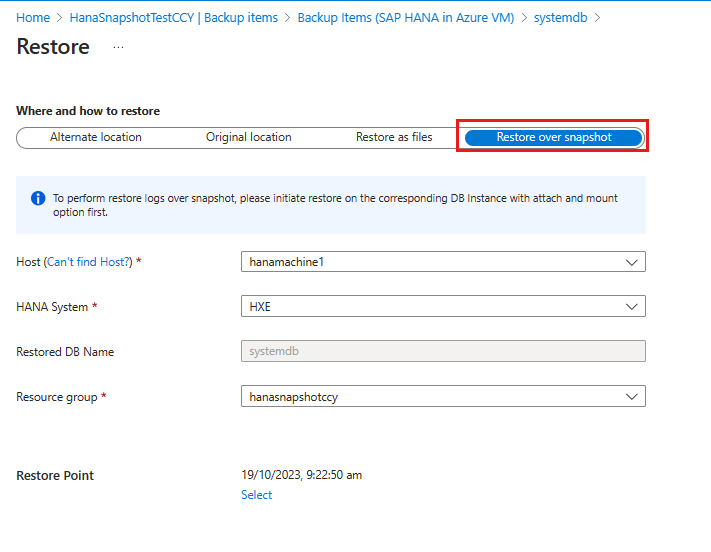 Home > HanaSnapshotTestCCY | Backup items > Backup Items (SAP HANA in Azure VM) > systemdb >
Restore ...
Where and how to restore
Alternate location Original location Restore as files Restore over snapshot
To perform restore logs over snapshot, please initiate restore on the corresponding DB Instance with attach and mount
option first.
Host (Can't find Host?) * hanamachine1
HANA System * HXE
Restored DB Name systemdb
Resource group * hanasnapshotccy
Restore Point 19/10/2023, 9:22:50 am
Select